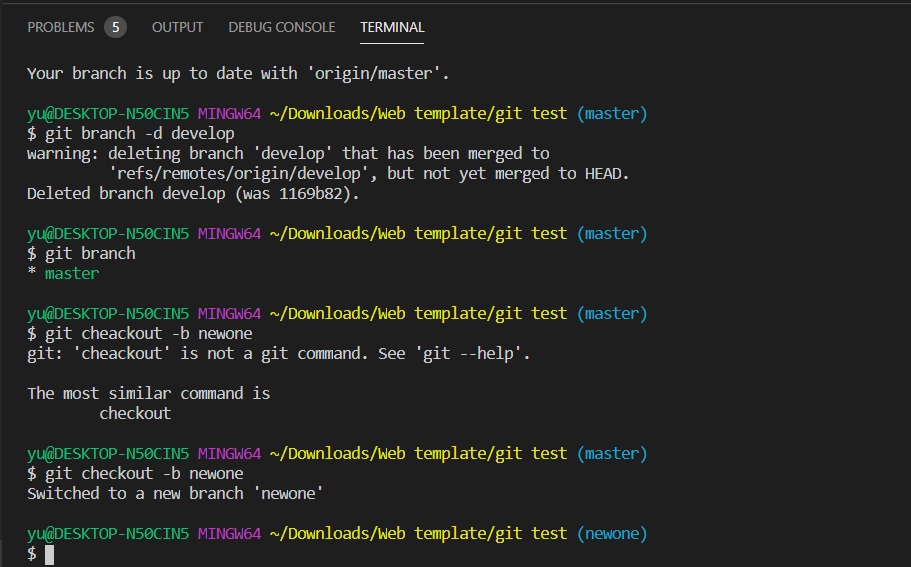 PROBLEMS 5 OUTPUT DEBUG CONSOLE TERMINAL
Your branch is up to date with 'origin/master'.
yu@DESKTOP-N50CIN5 MINGW64 ~/Downloads/Web template/git test (master)
$ git branch -d develop
warning: deleting branch 'develop' that has been merged to
'refs/remotes/origin/develop', but not yet merged to HEAD.
Deleted branch develop (was 1169b82).
yu@DESKTOP-N50CIN5 MINGW64 ~/Downloads/Web template/git test (master)
$ git branch
* master
yu@DESKTOP-N50CIN5 MINGW64 ~/Downloads/Web template/git test (master)
$ git cheackout -b newone
git: 'cheackout' is not a git command. See 'git --help'.
The most similar command is
checkout
yu@DESKTOP-N50CIN5 MINGW64 ~/Downloads/Web template/git test (master)
$ git checkout -b newone
Switched to a new branch 'newone'
yu@DESKTOP-N50CIN5 MINGW64 ~/Downloads/Web template/git test (newone)
$